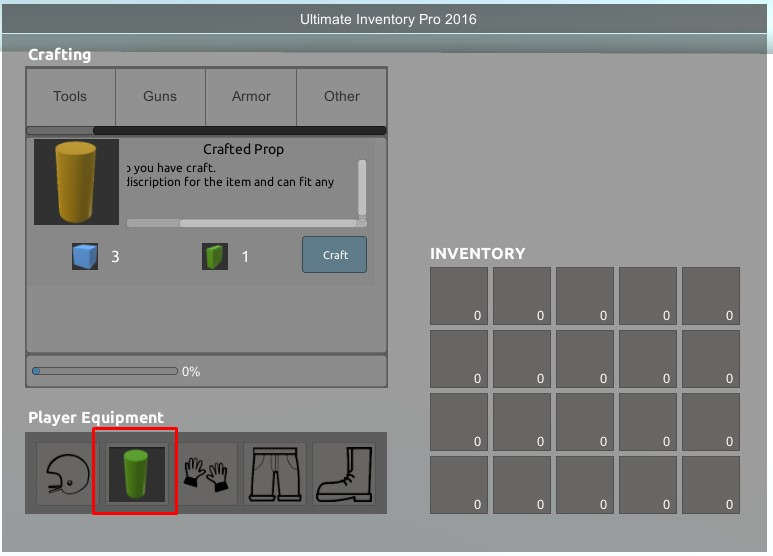 Ultimate Inventory Pro 2016
Crafting
Tools Guns Armor Other
Crafted Prop
you have craft.
discription for the item and can fit any
3 1 Craft
INVENTORY
0 0 0 0 0
0%
0 0 0 0 0
Player Equipment
0 0 0 0 0
0 0 0 0 0